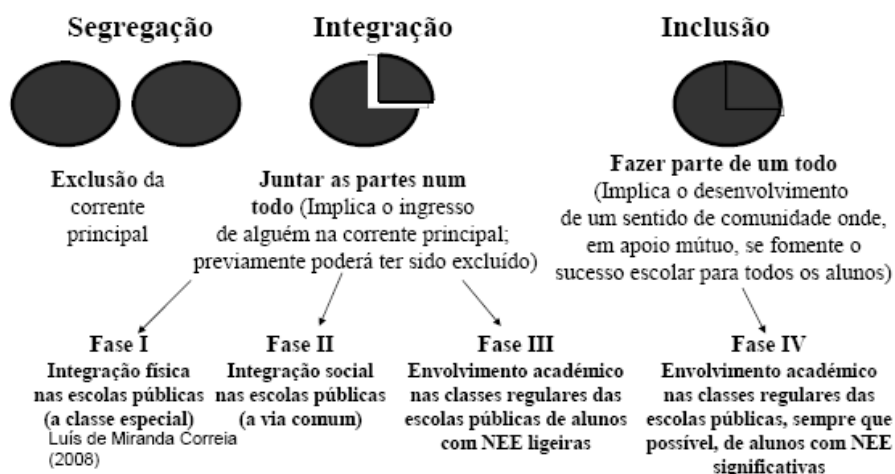 Segregação
Integração
Inclusão
Exclusão da
corrente
principal
Juntar as partes num
todo (Implica o ingresso
de alguém na corrente principal;
previamente poderá ter sido excluído)
Fazer parte de um todo
(Implica o desenvolvimento
de um sentido de comunidade onde,
em apoio mútuo, se fomente o
sucesso escolar para todos os alunos)
Fase I
Integração física
nas escolas públicas
(a classe especial)
Luís de Miranda Correia
(2008)
Fase II
Integração social
nas escolas públicas
(a via comum)
Fase III
Envolvimento académico
nas classes regulares das
escolas públicas de alunos
com NEE ligeiras
Fase IV
Envolvimento académico
nas classes regulares das
escolas públicas, sempre que
possível, de alunos com NEE
significativas